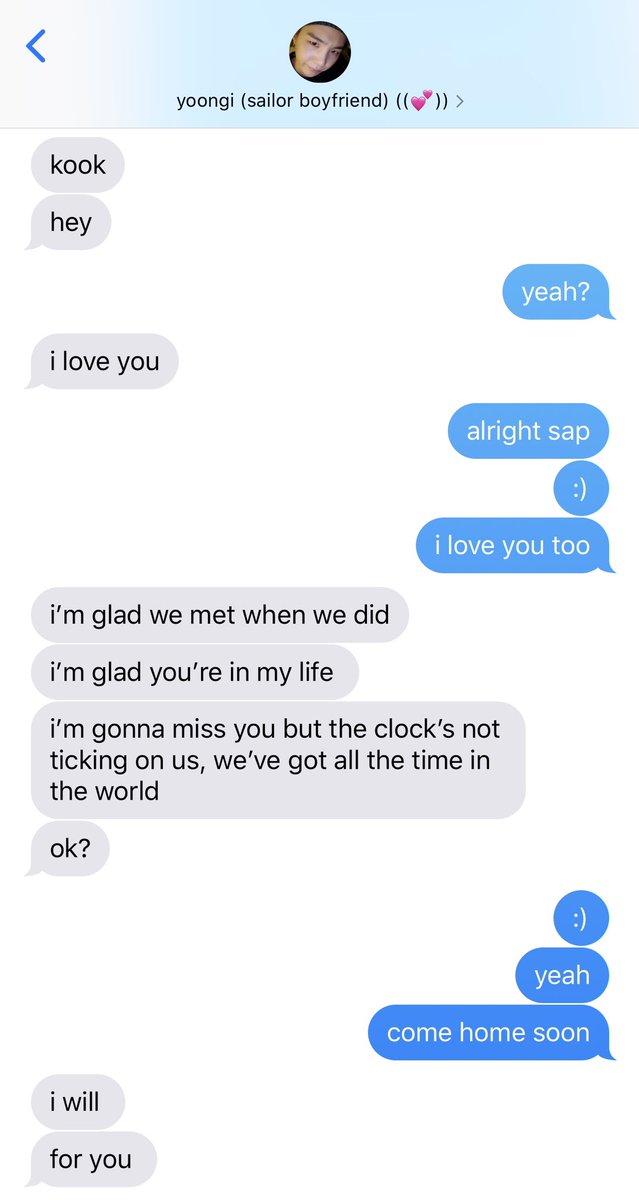 yoongi (sailor boyfriend) ((💕))
kook
hey
yeah?
i love you
alright sap
:)
i love you too
i’m glad we met when we did
i’m glad you’re in my life
i’m gonna miss you but the clock’s not
ticking on us, we’ve got all the time in
the world
ok?
:)
yeah
come home soon
i will
for you